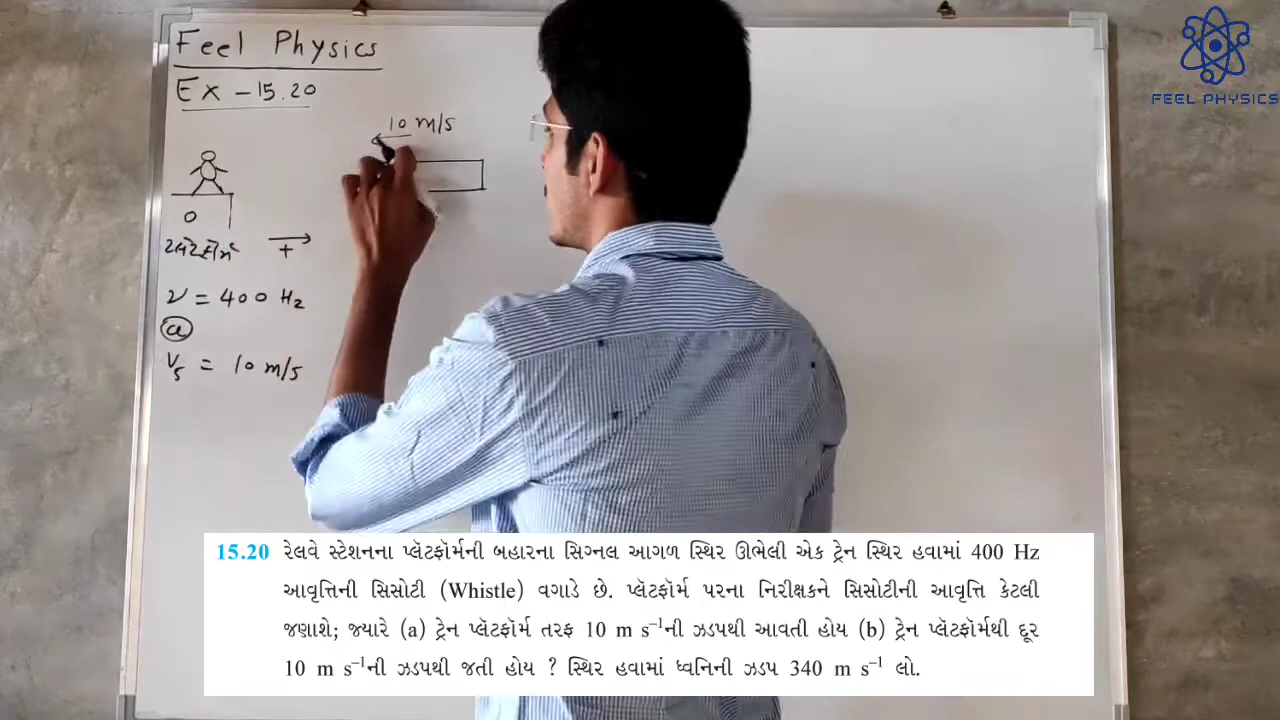 Feel Physics
Ex - 15.20
10 m/s
O
+
ν = 400 Hz
a
Vs = 10 m/s
FEEL PHYSICS
15.20 રેલવે સ્ટેશનના પ્લૅટફૉર્મની બહારના સિગ્નલ આગળ સ્થિર ઊભેલી એક ટ્રેન સ્થિર હવામાં 400 Hz
આવૃત્તિની સિસોટી (Whistle) વગાડે છે. પ્લૅટફૉર્મ પરના નિરીક્ષકને સિસોટીની આવૃત્તિ કેટલી
જણાશે; જ્યારે (a) ટ્રેન પ્લૅટફૉર્મ તરફ 10 m s⁻¹ની ઝડપથી આવતી હોય (b) ટ્રેન પ્લૅટફૉર્મથી દૂર
10 m s⁻¹ની ઝડપથી જતી હોય ? સ્થિર હવામાં ધ્વનિની ઝડપ 340 m s⁻¹ લો.